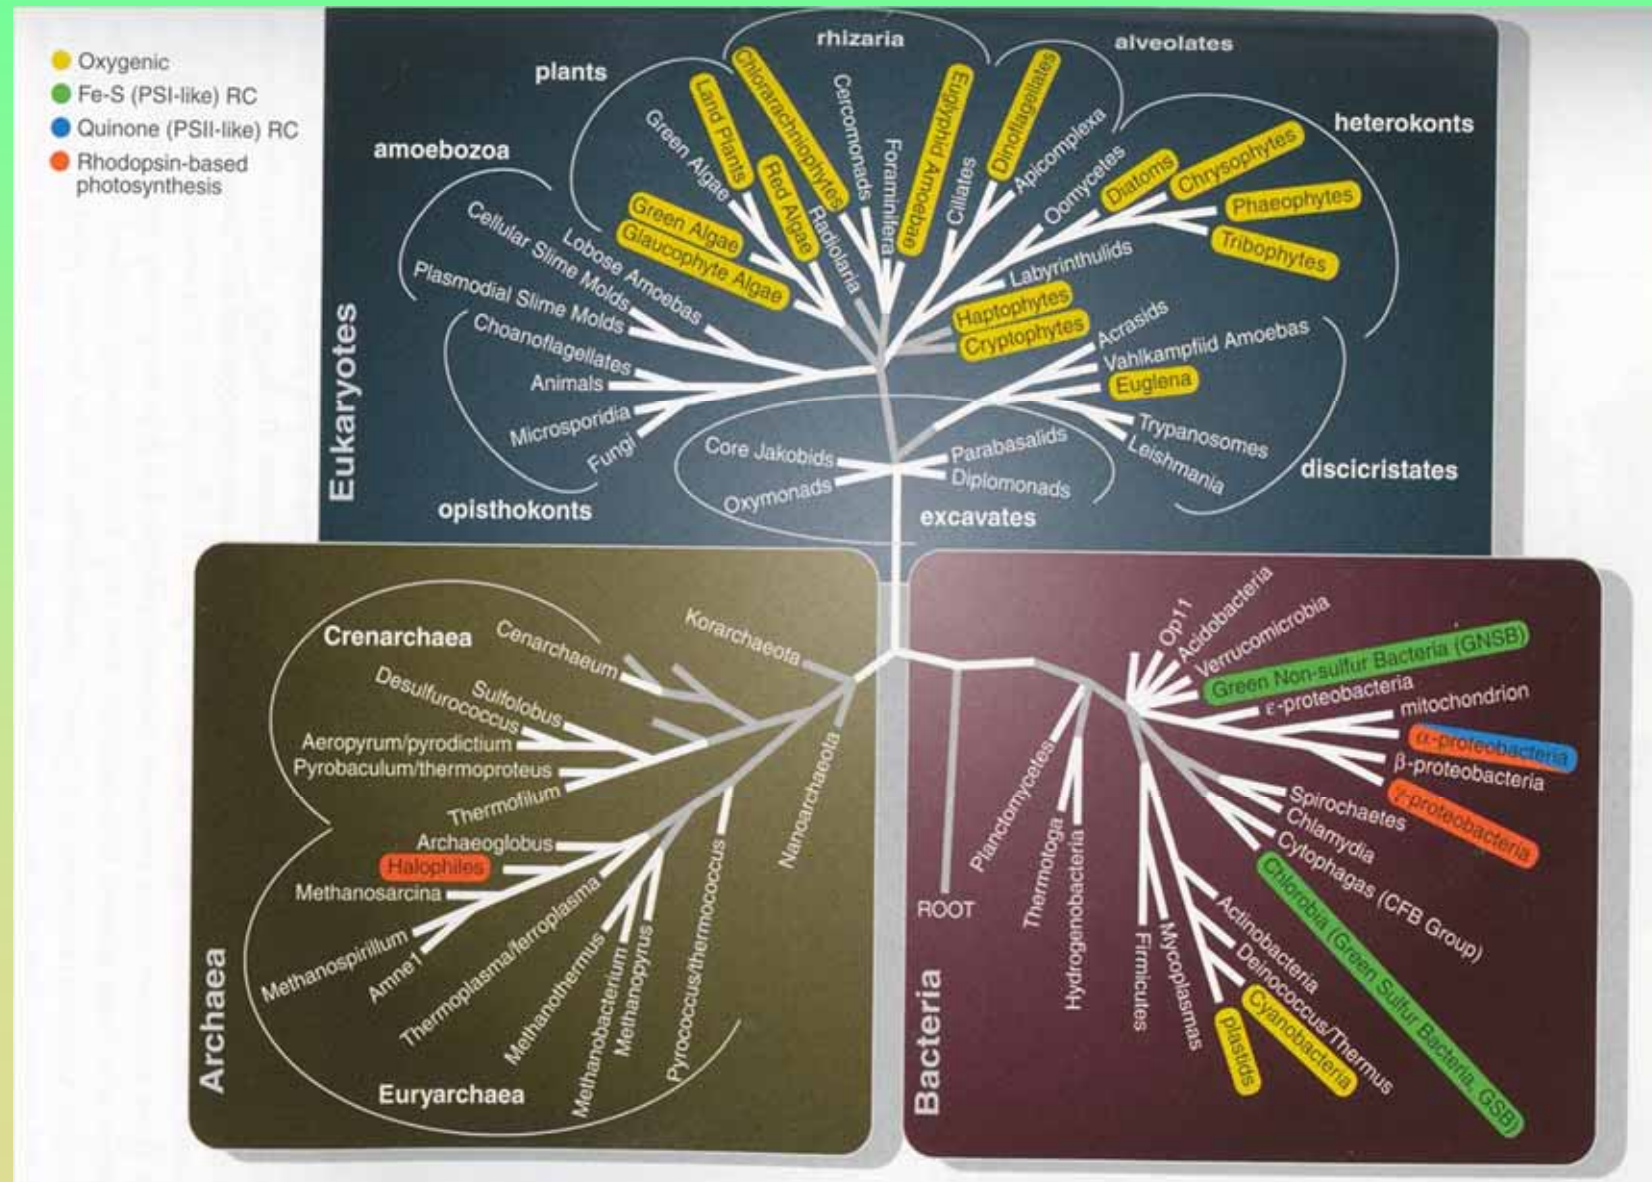 Oxygenic
Fe-S (PSI-like) RC
Quinone (PSII-like) RC
Rhodopsin-based
photosynthesis
Eukaryotes
plants
rhizaria
alveolates
heterokonts
amoebozoa
opisthokonts
excavates
discicristates
Plasmodial Slime Molds
Cellular Slime Molds
Lobose Amoebas
Choanoflagellates
Animals
Microsporidia
Fungi
Glaucophyte Algae
Green Algae
Green Algae
Land Plants
Red Algae
Radiolaria
Chlorarachniophytes
Cercomonads
Foraminifera
Euglyphid Amoebae
Ciliates
Dinoflagellates
Apicomplexa
Oomycetes
Diatoms
Chrysophytes
Phaeophytes
Tribophytes
Labyrinthulids
Haptophytes
Cryptophytes
Acrasids
Vahlkampfiid Amoebas
Euglena
Trypanosomes
Leishmania
Core Jakobids
Oxymonads
Parabasalids
Diplomonads
Archaea
Crenarchaea
Cenarchaeum
Korarchaeota
Desulfurococcus
Sulfolobus
Aeropyrum/pyrodictium
Pyrobaculum/thermoproteus
Thermofilum
Archaeoglobus
Halophiles
Methanosarcina
Methanospirillum
Amne1
Thermoplasma/ferroplasma
Methanothermus
Methanobacterium
Methanopyrus
Pyrococcus/thermococcus
Nanoarchaeota
Euryarchaea
Bacteria
ROOT
Planctomycetes
Thermotoga
Hydrogenobacteria
Op11
Acidobacteria
Verrucomicrobia
Green Non-sulfur Bacteria (GNSB)
ε-proteobacteria
mitochondrion
α-proteobacteria
β-proteobacteria
γ-proteobacteria
Spirochaetes
Chlamydia
Cytophagas (CFB Group)
Chlorobia (Green Sulfur Bacteria, GSB)
Actinobacteria
Deinococcus/Thermus
Cyanobacteria
plastids
Mycoplasmas
Firmicutes